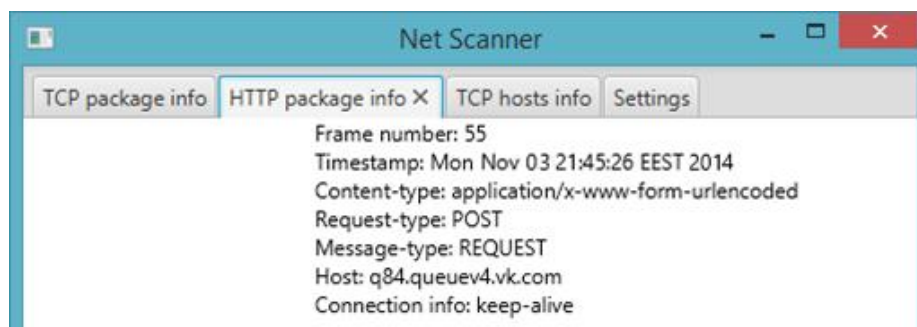 Net Scanner
TCP package info HTTP package info TCP hosts info Settings
Frame number: 55
Timestamp: Mon Nov 03 21:45:26 EEST 2014
Content-type: application/x-www-form-urlencoded
Request-type: POST
Message-type: REQUEST
Host: q84.queuev4.vk.com
Connection info: keep-alive